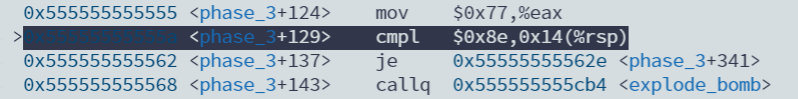 0x555555555555 <phase_3+124> mov $0x77,%eax
><phase_3+129> cmpl $0x8e,0x14(%rsp)
0x555555555562 <phase_3+137> je 0x55555555562e <phase_3+341>
0x555555555568 <phase_3+143> callq 0x555555555cb4 <explode_bomb>